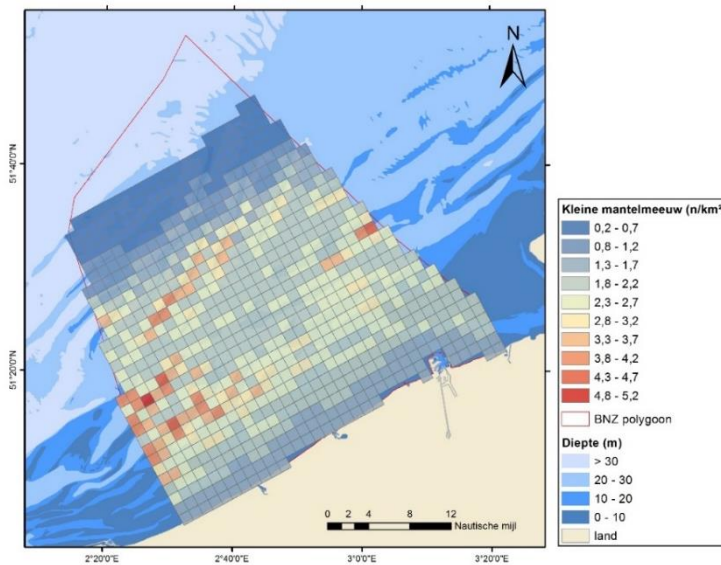 N
51°40'0"N
51°20'0"N
2°20'0"E
2°40'0"E
3°0'0"E
3°20'0"E
0 2 4 8 12
Nautische mijl
Kleine mantelmeeuw (n/km²
0,2 - 0,7
0,8 - 1,2
1,3 - 1,7
1,8 - 2,2
2,3 - 2,7
2,8 - 3,2
3,3 - 3,7
3,8 - 4,2
4,3 - 4,7
4,8 - 5,2
BNZ polygoon
Diepte (m)
> 30
20 - 30
10 - 20
0 - 10
land